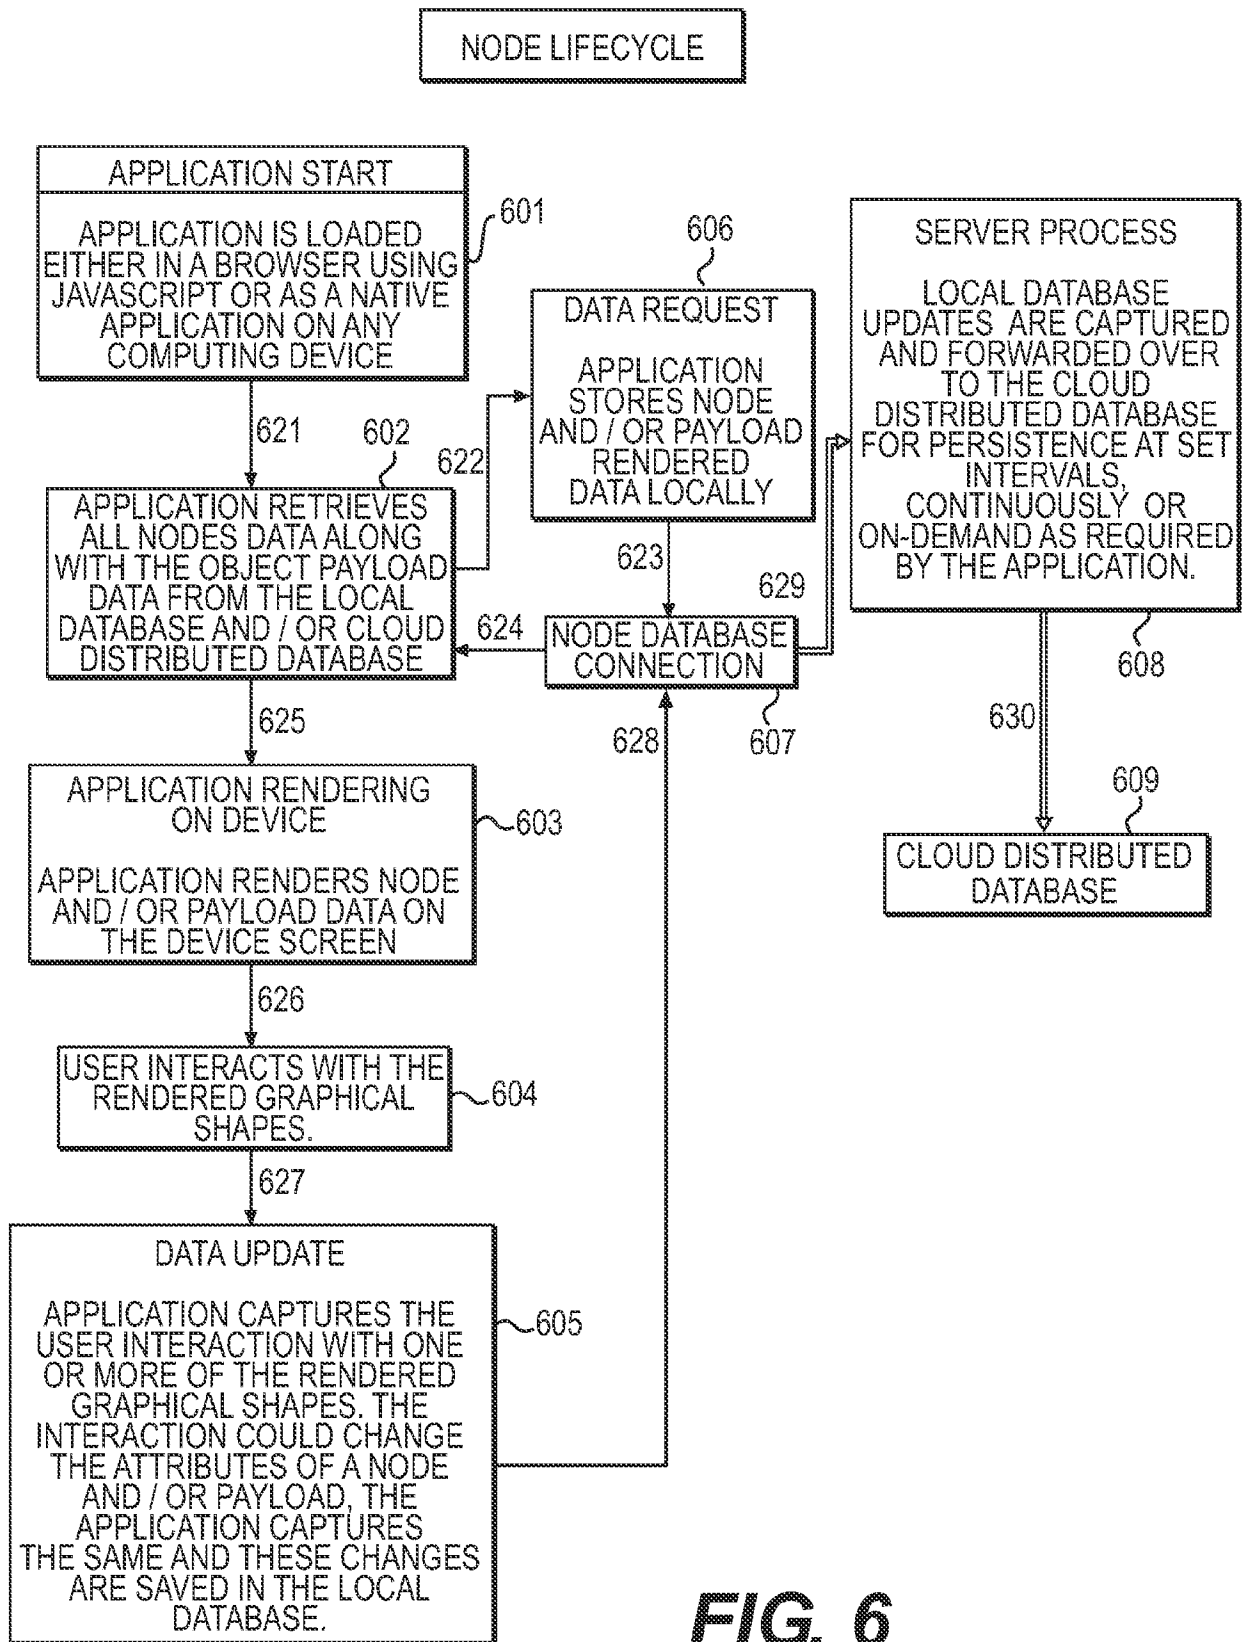 NODE LIFECYCLE
APPLICATION START
APPLICATION IS LOADED
EITHER IN A BROWSER USING
JAVASCRIPT OR AS A NATIVE
APPLICATION ON ANY
COMPUTING DEVICE
601
621
602
APPLICATION RETRIEVES
ALL NODES DATA ALONG
WITH THE OBJECT PAYLOAD
DATA FROM THE LOCAL
DATABASE AND / OR CLOUD
DISTRIBUTED DATABASE
622
606
DATA REQUEST
APPLICATION
STORES NODE
AND / OR PAYLOAD
RENDERED
DATA LOCALLY
623
624
NODE DATABASE
CONNECTION
607
629
SERVER PROCESS
LOCAL DATABASE
UPDATES ARE CAPTURED
AND FORWARDED OVER
TO THE CLOUD
DISTRIBUTED DATABASE
FOR PERSISTENCE AT SET
INTERVALS,
CONTINUOUSLY OR
ON-DEMAND AS REQUIRED
BY THE APPLICATION.
608
630
609
CLOUD DISTRIBUTED
DATABASE
625
628
APPLICATION RENDERING
ON DEVICE
APPLICATION RENDERS NODE
AND / OR PAYLOAD DATA ON
THE DEVICE SCREEN
603
626
USER INTERACTS WITH THE
RENDERED GRAPHICAL
SHAPES.
604
627
DATA UPDATE
APPLICATION CAPTURES THE
USER INTERACTION WITH ONE
OR MORE OF THE RENDERED
GRAPHICAL SHAPES. THE
INTERACTION COULD CHANGE
THE ATTRIBUTES OF A NODE
AND / OR PAYLOAD, THE
APPLICATION CAPTURES
THE SAME AND THESE CHANGES
ARE SAVED IN THE LOCAL
DATABASE.
605
FIG. 6